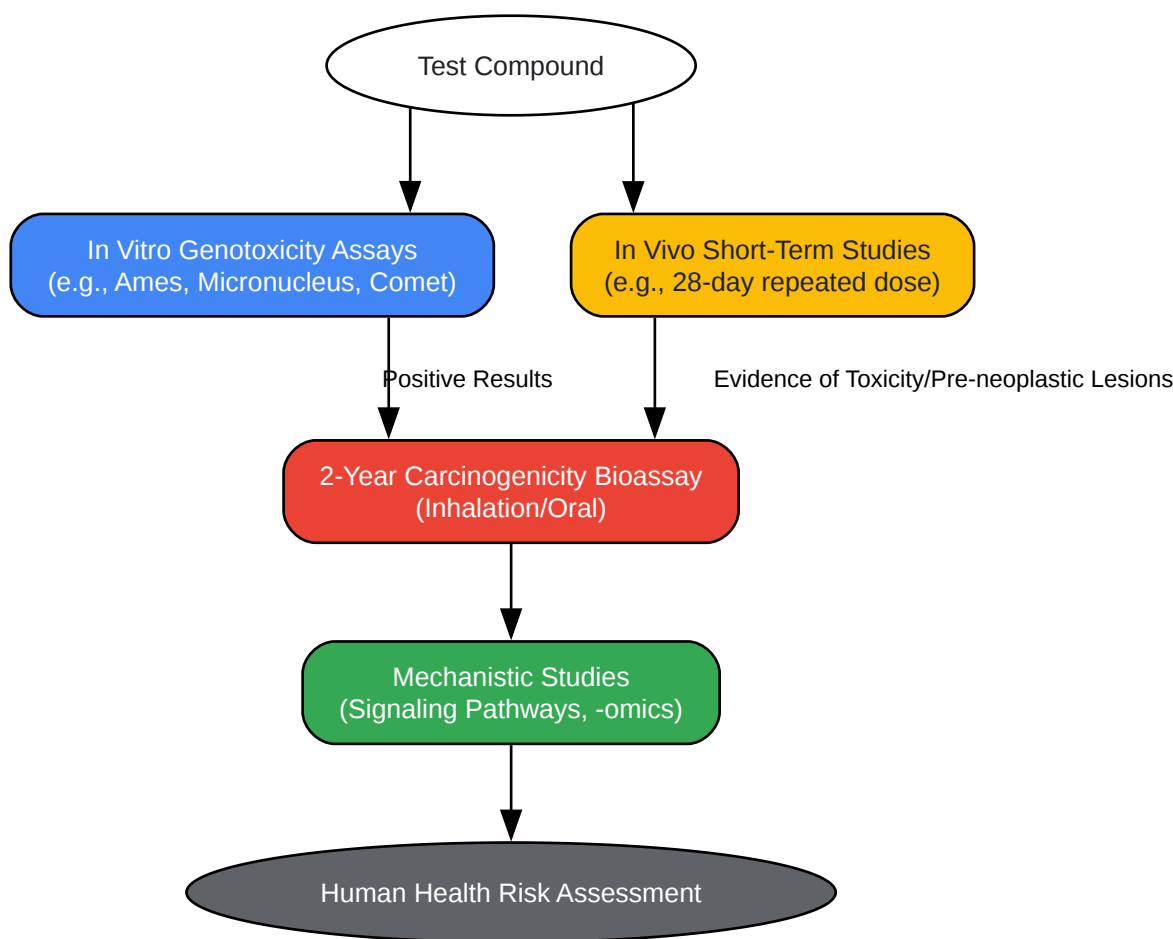 Test Compound
In Vitro Genotoxicity Assays
(e.g., Ames, Micronucleus, Comet)
In Vivo Short-Term Studies
(e.g., 28-day repeated dose)
Positive Results
Evidence of Toxicity/Pre-neoplastic Lesions
2-Year Carcinogenicity Bioassay
(Inhalation/Oral)
Mechanistic Studies
(Signaling Pathways, -omics)
Human Health Risk Assessment